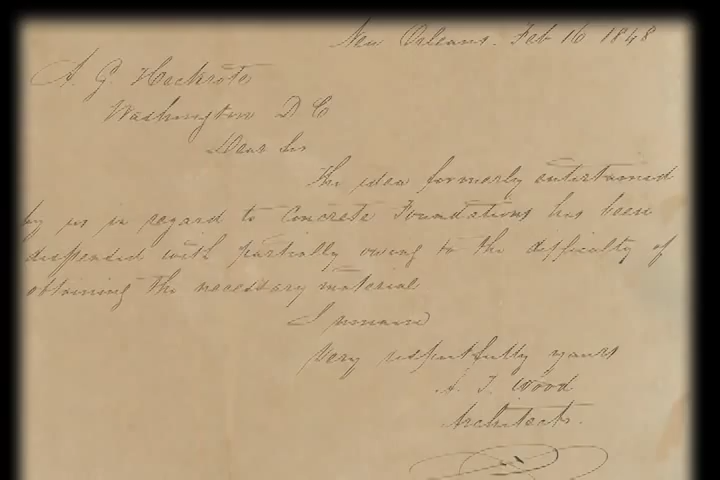 New Orleans. Feb 16 1848
A. G. Heckrote
Washington D C
Dear Sir
The idea formerly entertained
by us in regard to Concrete Foundations has been
dispensed with partially owing to the difficulty of
obtaining the necessary material
I remain
Very respectfully yours
A. T. Wood
Architect.